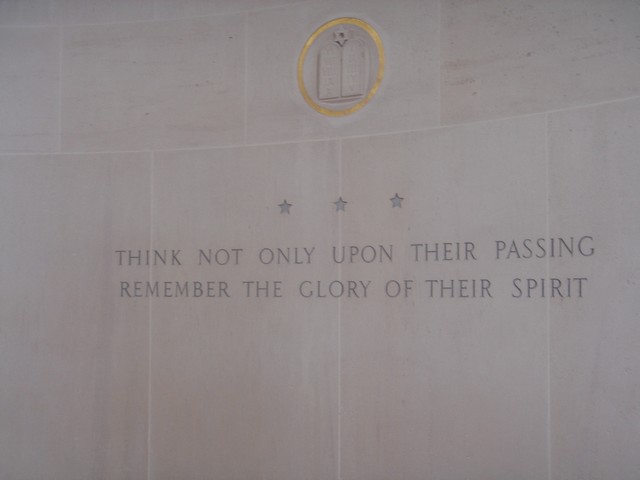 THINK NOT ONLY UPON THEIR PASSING
REMEMBER THE GLORY OF THEIR SPIRIT